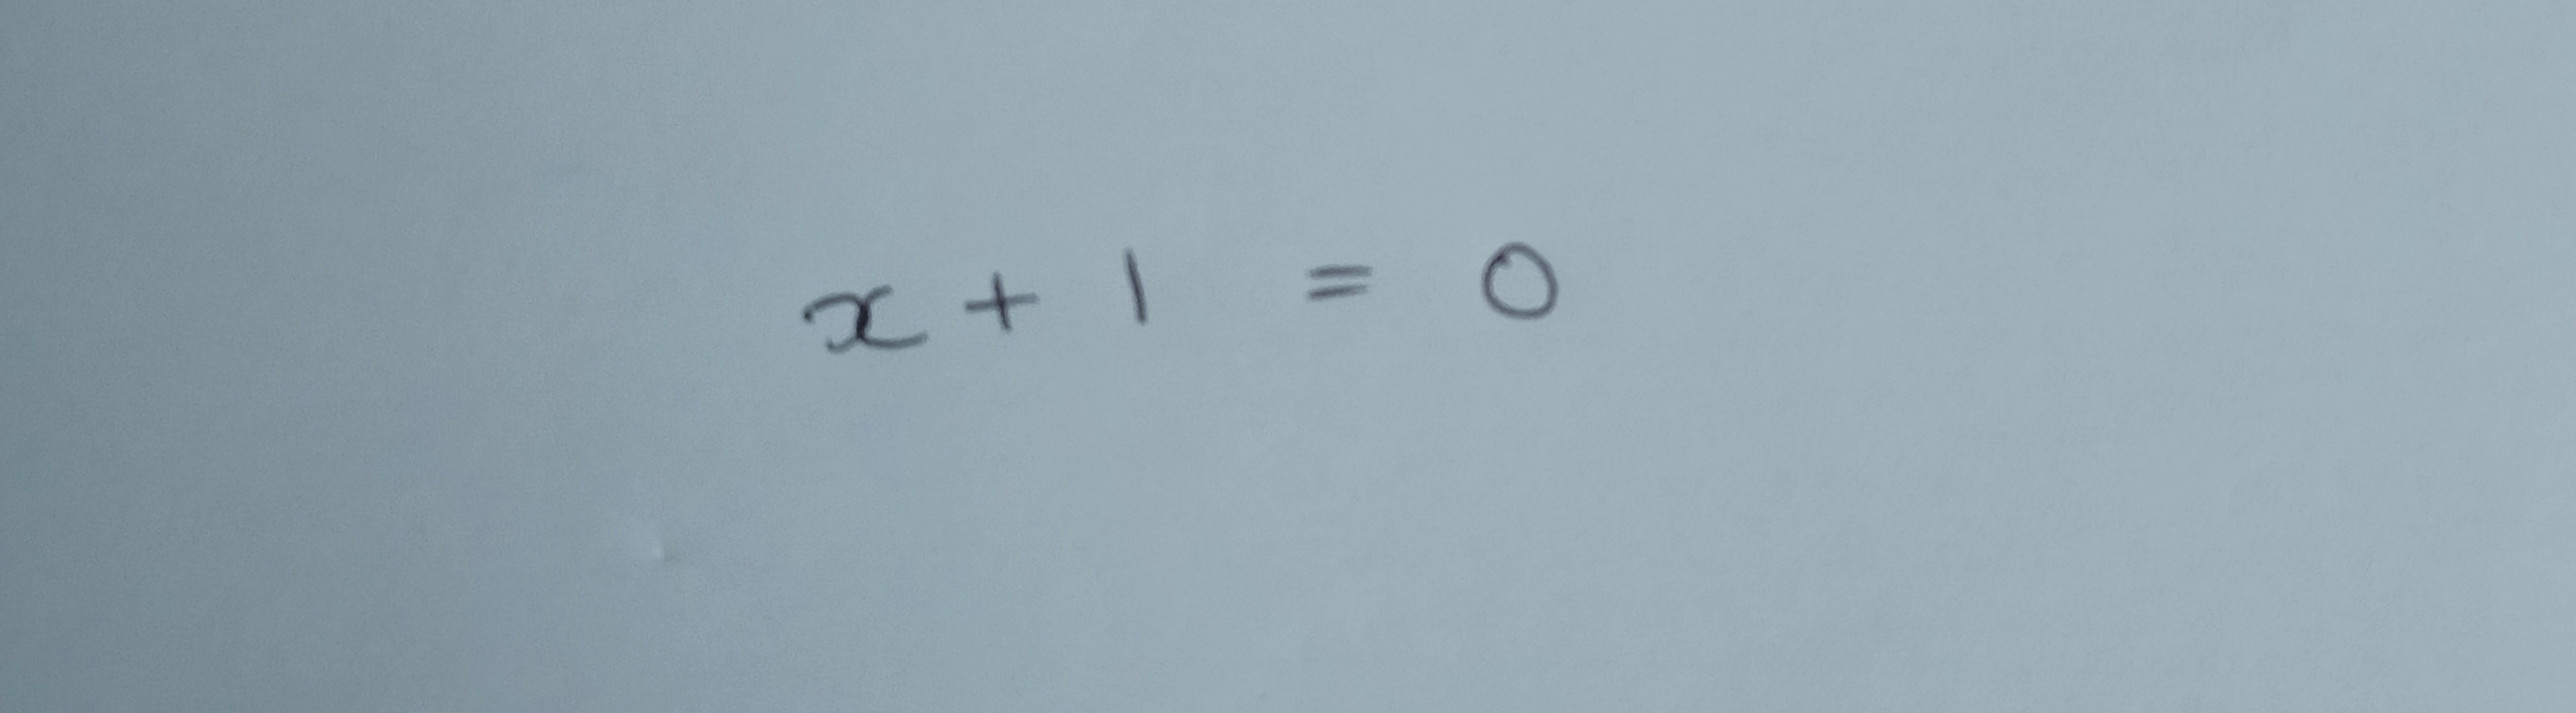 x + 1 = 0